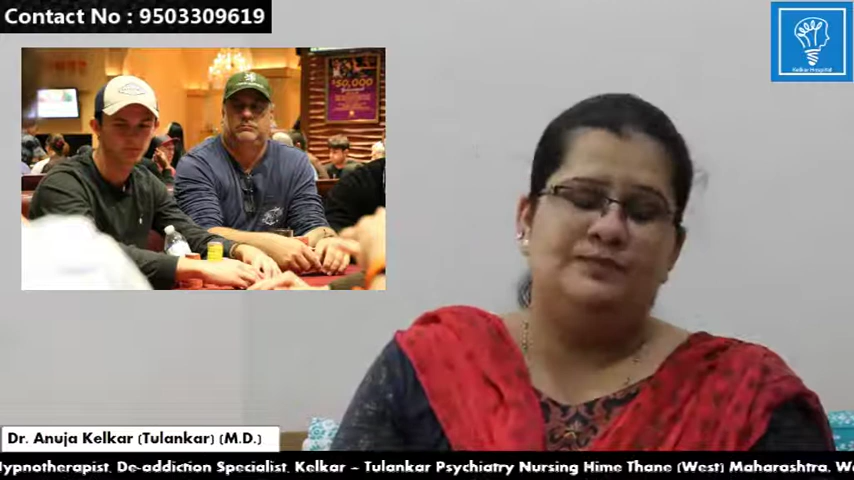 Contact No : 9503309619
Kelkar Hospital
$50,000
Dr. Anuja Kelkar (Tulankar) (M.D.)
Hypnotherapist, De-addiction Specialist, Kelkar – Tulankar Psychiatry Nursing Hime Thane (West) Maharashtra, W